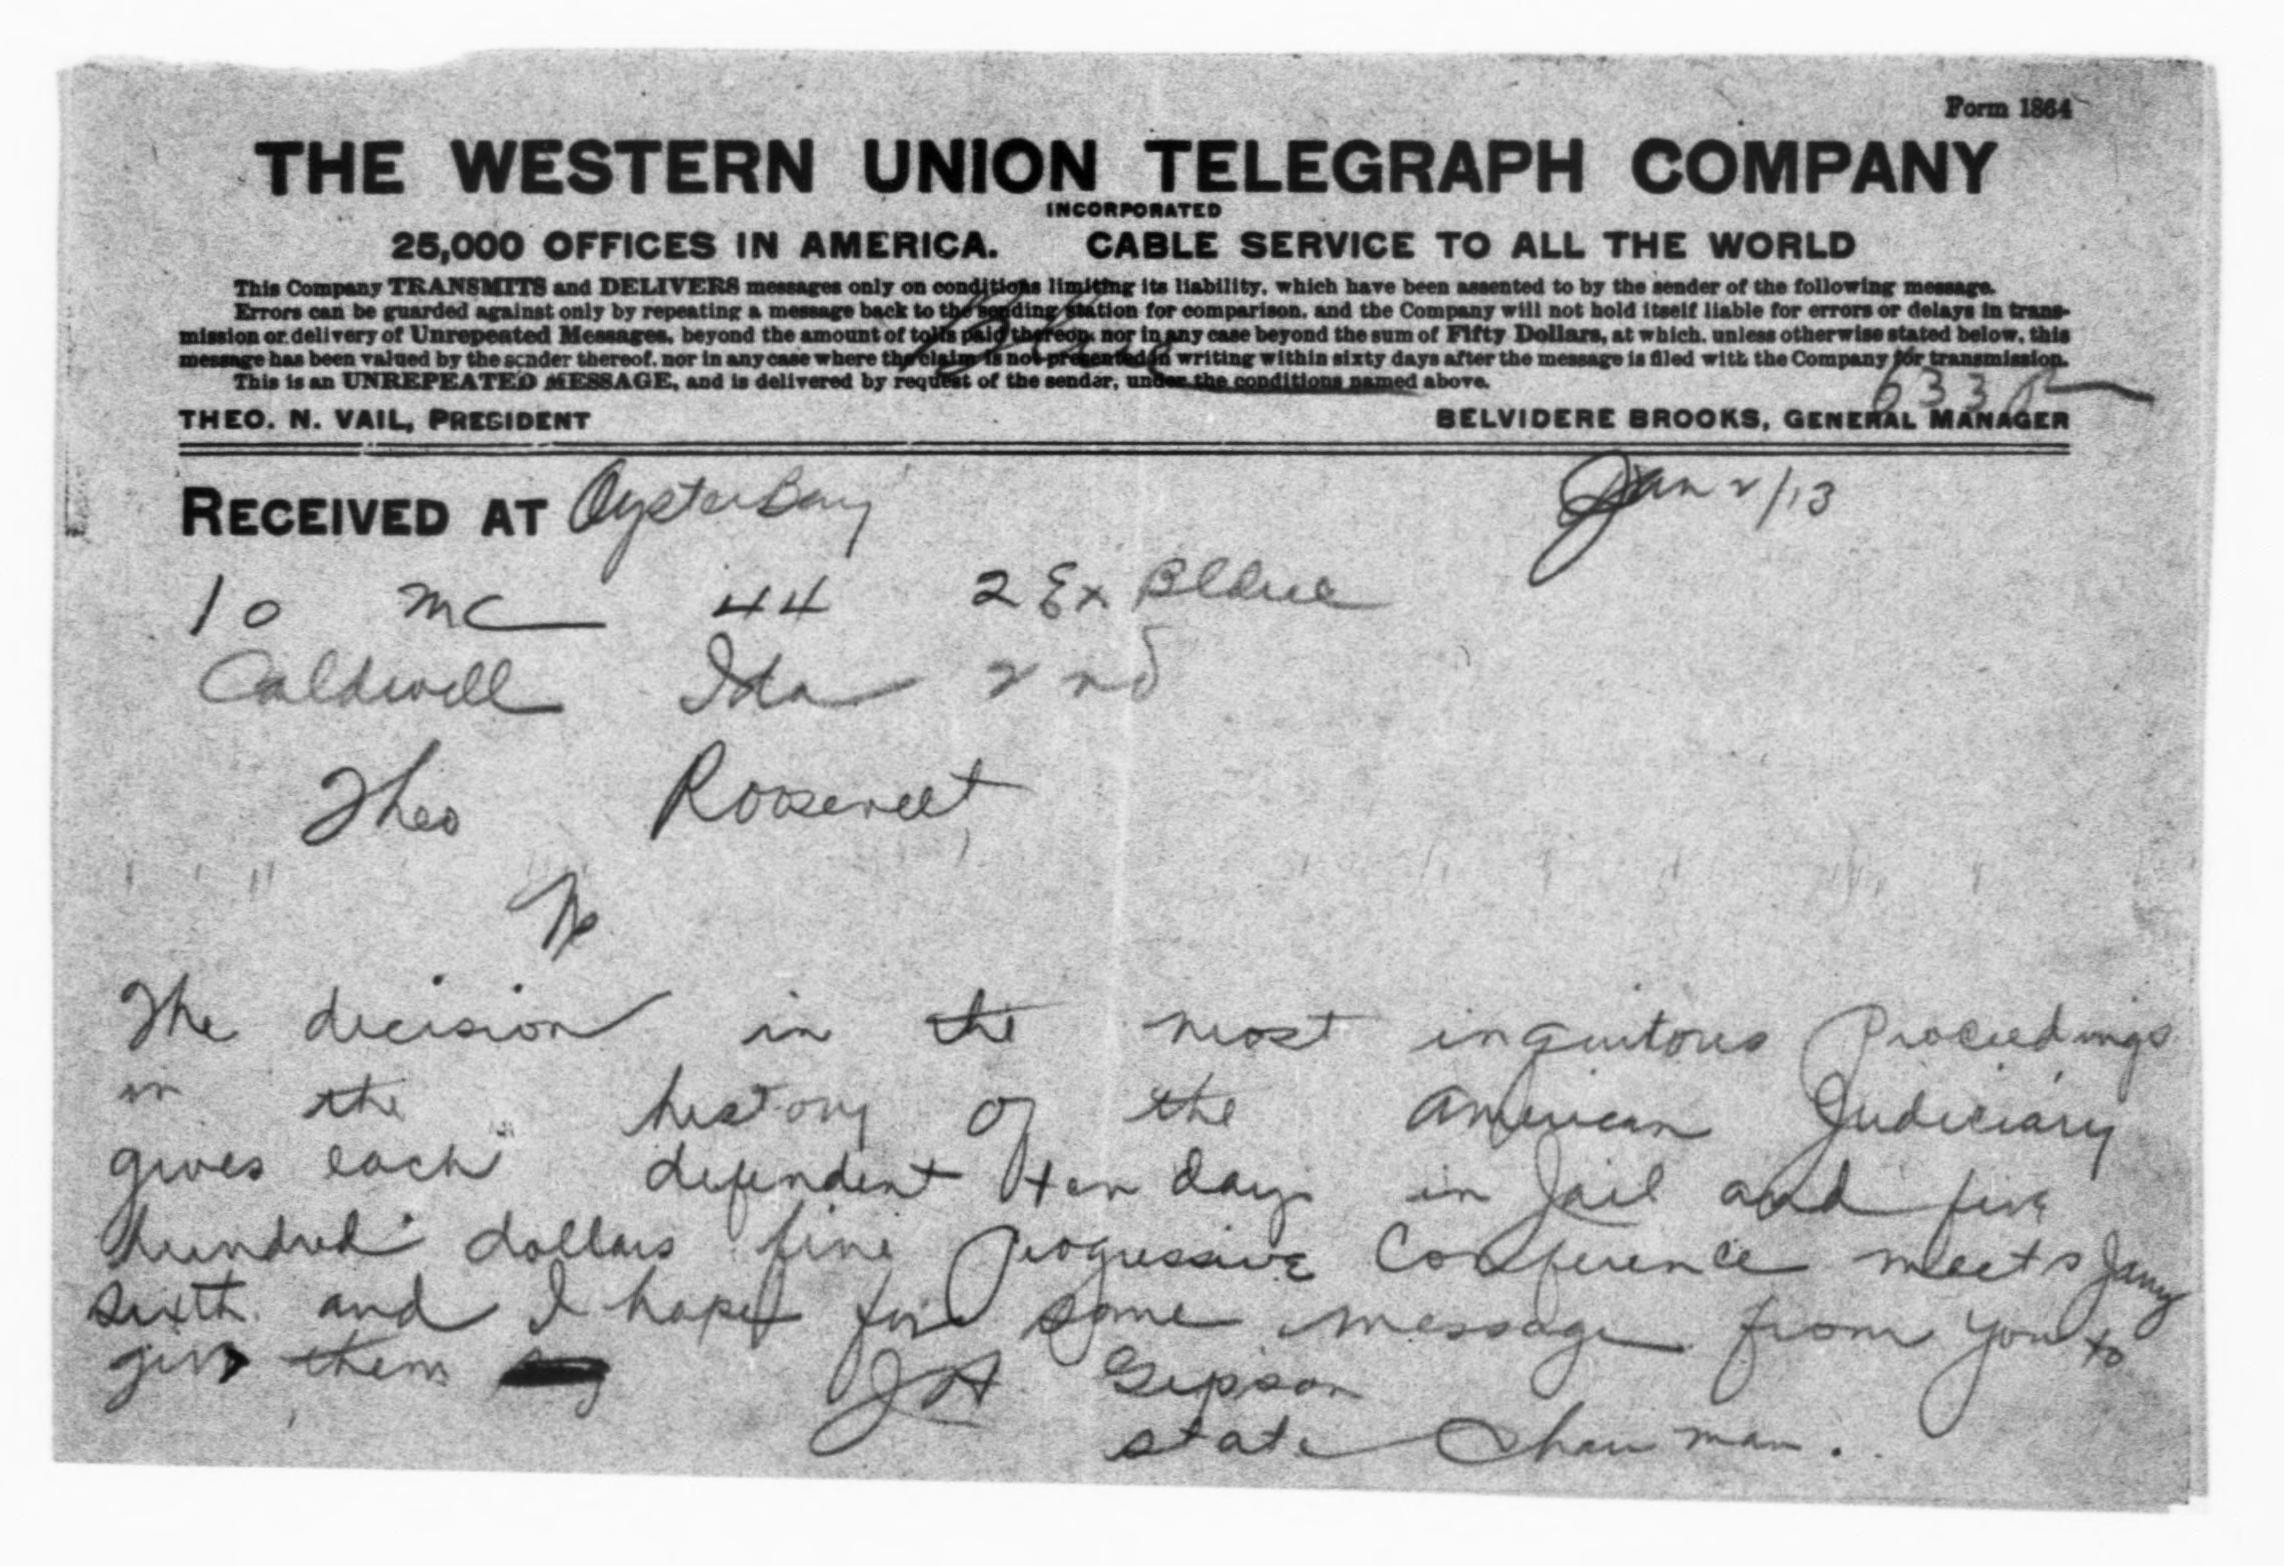 Form 1864
THE WESTERN UNION TELEGRAPH COMPANY
INCORPORATED
25,000 OFFICES IN AMERICA. CABLE SERVICE TO ALL THE WORLD
This Company TRANSMITS and DELIVERS messages only on conditions limiting its liability, which have been assented to by the sender of the following message.
Errors can be guarded against only by repeating a message back to the sending station for comparison, and the Company will not hold itself liable for errors or delays in trans-
mission or delivery of Unrepeated Messages, beyond the amount of tolls paid thereon, nor in any case beyond the sum of Fifty Dollars, at which, unless otherwise stated below, this
message has been valued by the sender thereof, nor in any case where the claim is not presented in writing within sixty days after the message is filed with the Company for transmission.
This is an UNREPEATED MESSAGE, and is delivered by request of the sender, under the conditions named above.
633
THEO. N. VAIL, PRESIDENT BELVIDERE BROOKS, GENERAL MANAGER
RECEIVED AT Oyster Bay Jan 2/13
10 MC 44 2 Ex
Caldwell Ida 2nd
Theo Roosevelt
The decision in the most inquitous Proceedings
in the history of the American Judiciary
gives each defendent ten days in Jail and five
hundred dollars fine Progressive Conference meets Jany
sixth and I hope for some message from you to
give them
JH Gipson
state Chairman.